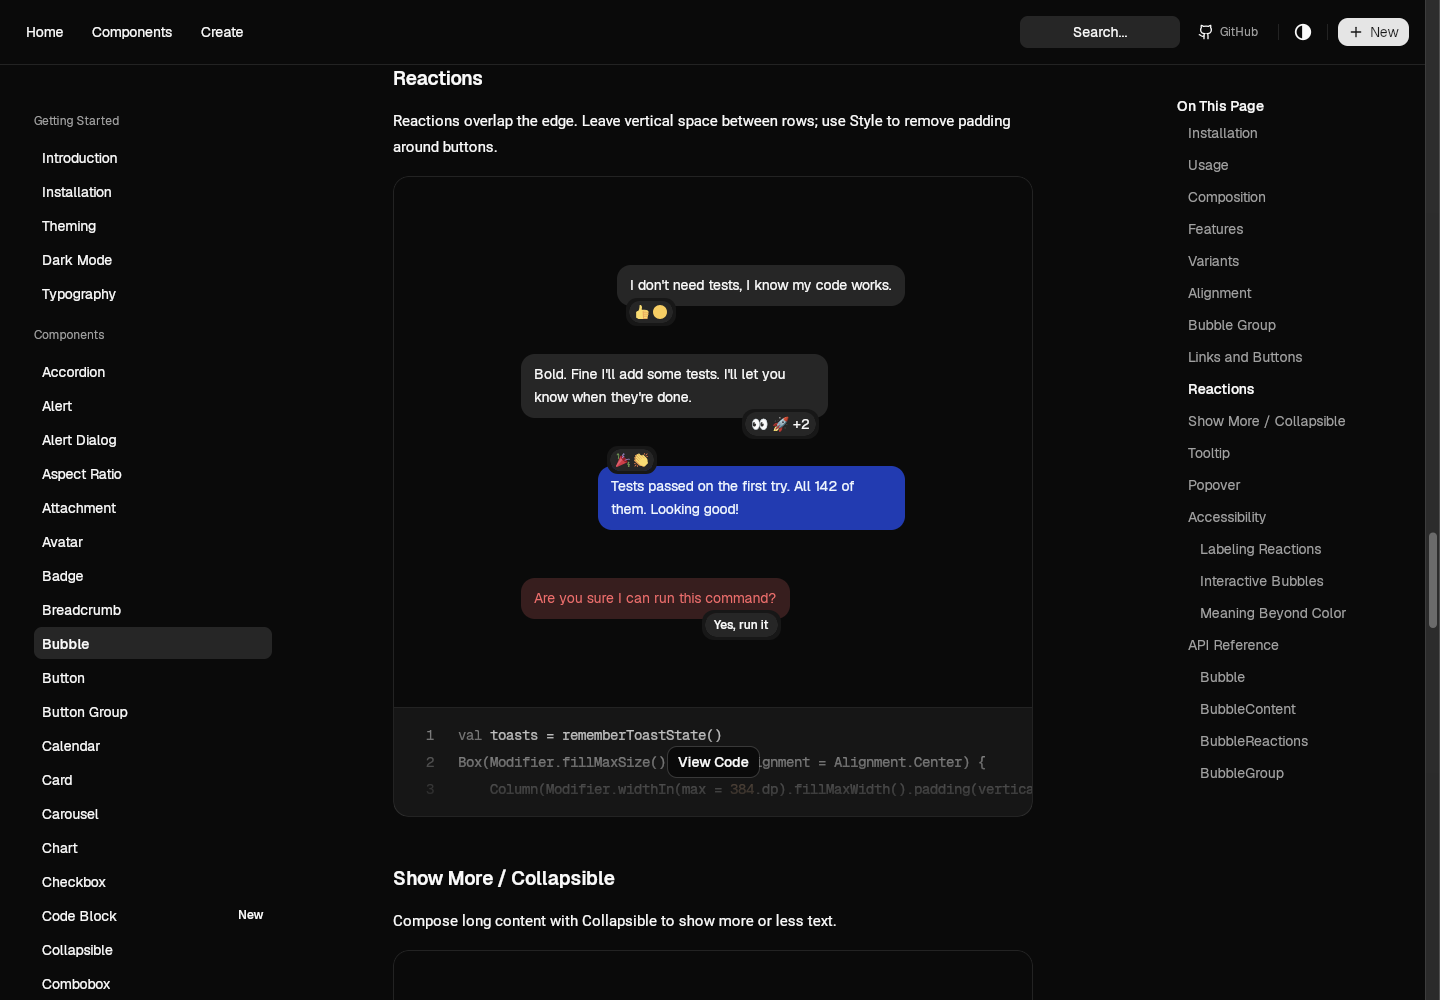 Home
Components
Create
Search...
GitHub
New
Getting Started
Introduction
Installation
Theming
Dark Mode
Typography
Components
Accordion
Alert
Alert Dialog
Aspect Ratio
Attachment
Avatar
Badge
Breadcrumb
Bubble
Button
Button Group
Calendar
Card
Carousel
Chart
Checkbox
Code Block
New
Collapsible
Combobox
Reactions
Reactions overlap the edge. Leave vertical space between rows; use Style to remove padding
around buttons.
I don't need tests, I know my code works.
Bold. Fine I'll add some tests. I'll let you
know when they're done.
+2
Tests passed on the first try. All 142 of
them. Looking good!
Are you sure I can run this command?
Yes, run it
1 val toasts = rememberToastState()
2 Box(Modifier.fillMaxSize() ignment = Alignment.Center) {
View Code
3 Column(Modifier.widthIn(max = 384.dp).fillMaxWidth().padding(vertica
Show More / Collapsible
Compose long content with Collapsible to show more or less text.
On This Page
Installation
Usage
Composition
Features
Variants
Alignment
Bubble Group
Links and Buttons
Reactions
Show More / Collapsible
Tooltip
Popover
Accessibility
Labeling Reactions
Interactive Bubbles
Meaning Beyond Color
API Reference
Bubble
BubbleContent
BubbleReactions
BubbleGroup